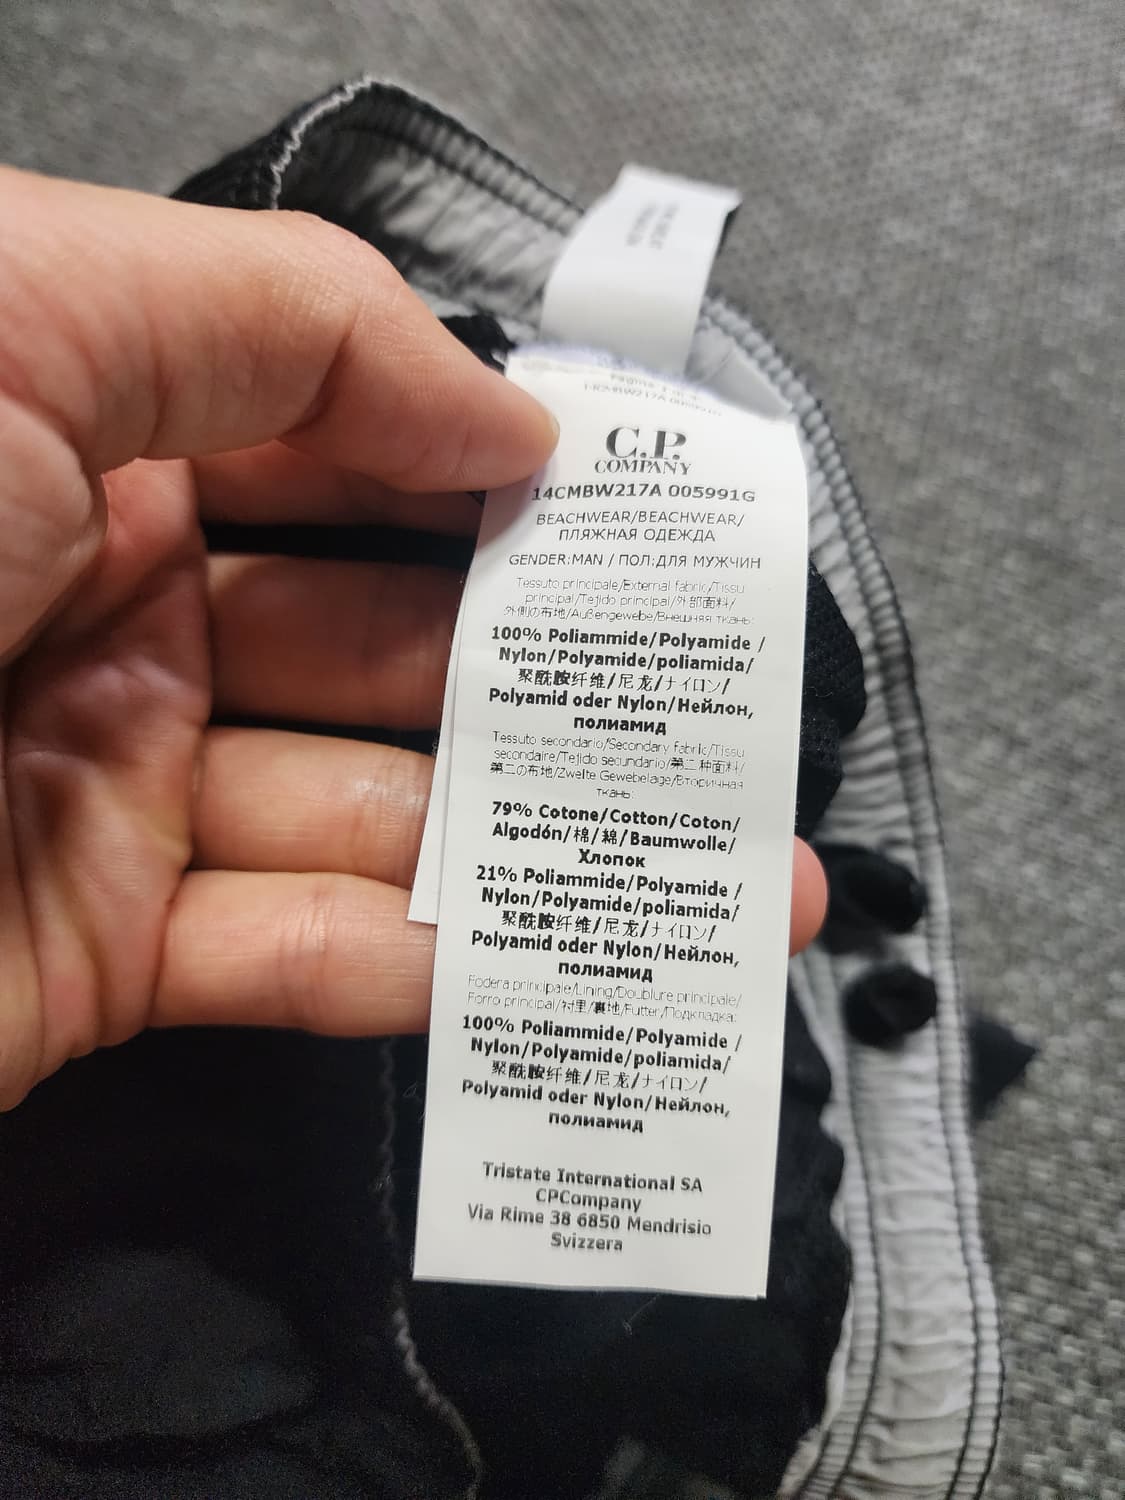 C.P.
COMPANY
14CMBW217A 005991G
BEACHWEAR/BEACHWEAR/
ПЛЯЖНАЯ ОДЕЖДА
GENDER:MAN / ПОЛ:ДЛЯ МУЖЧИН
Tessuto principale/External fabric/Tissu
principal/Tejido principal/外部面料/
外側の布地/Außengewebe/Внешняя ткань:
100% Poliammide/Polyamide /
Nylon/Polyamide/poliamida/
聚酰胺纤维/尼龙/ナイロン/
Polyamid oder Nylon/Нейлон,
полиамид
Tessuto secondario/Secondary fabric/Tissu
secondaire/Tejido secundario/第二种面料/
第二の布地/Zweite Gewebelage/Вторичная
ткань:
79% Cotone/Cotton/Coton/
Algodón/棉/綿/Baumwolle/
Хлопок
21% Poliammide/Polyamide /
Nylon/Polyamide/poliamida/
聚酰胺纤维/尼龙/ナイロン/
Polyamid oder Nylon/Нейлон,
полиамид
Fodera principale/Lining/Doublure principale/
Forro principal/衬里/裏地/Futter/Подкладка:
100% Poliammide/Polyamide /
Nylon/Polyamide/poliamida/
聚酰胺纤维/尼龙/ナイロン/
Polyamid oder Nylon/Нейлон,
полиамид
Tristate International SA
CPCompany
Via Rime 38 6850 Mendrisio
Svizzera